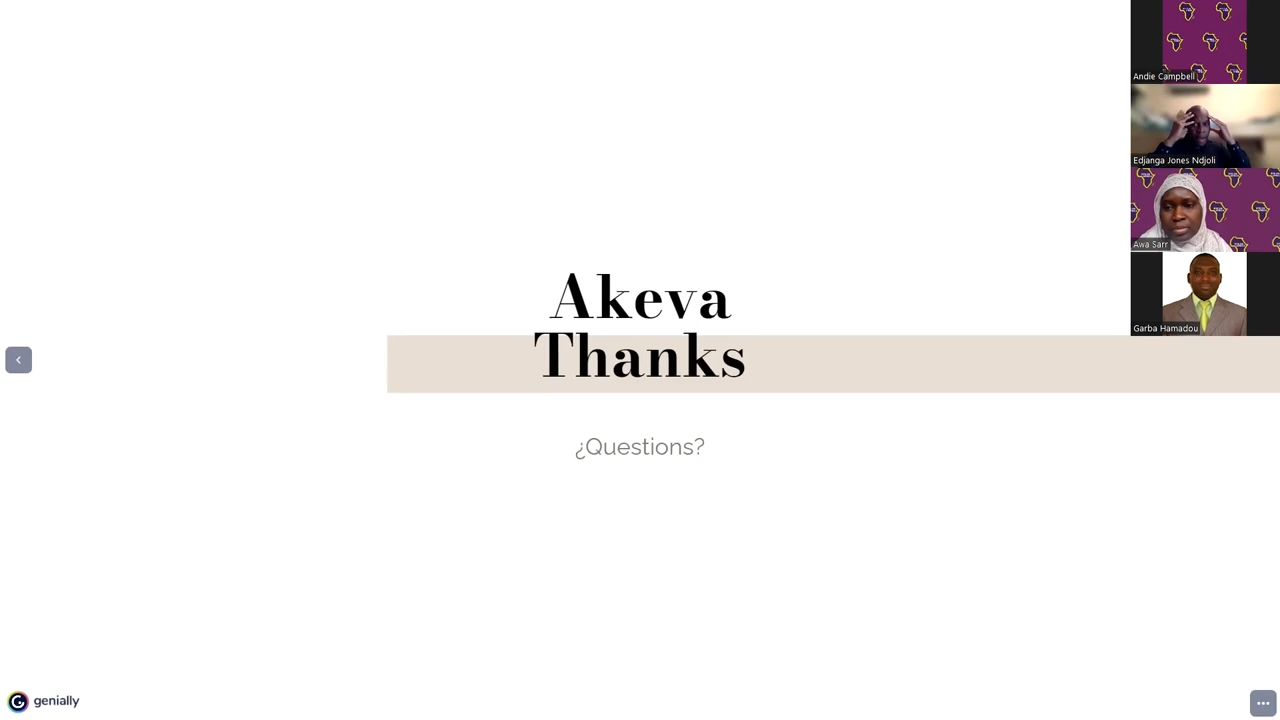 Andie Campbell
Edjanga Jones Ndjoli
Awa Sarr
Garba Hamadou
Akeva
Thanks
¿Questions?
genially